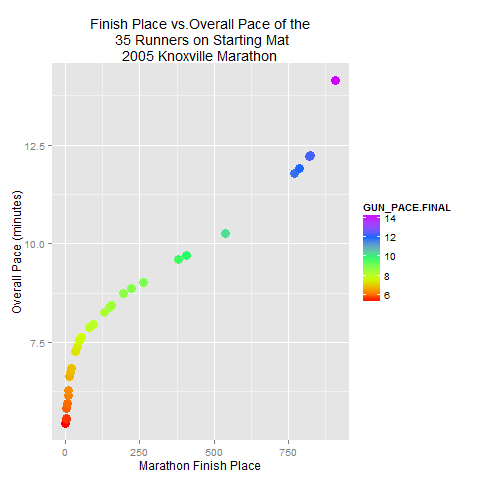 Finish Place vs.Overall Pace of the
35 Runners on Starting Mat
2005 Knoxville Marathon
Overall Pace (minutes)
12.5
10.0
7.5
0
250
500
750
Marathon Finish Place
GUN_PACE.FINAL
14
12
10
8
6